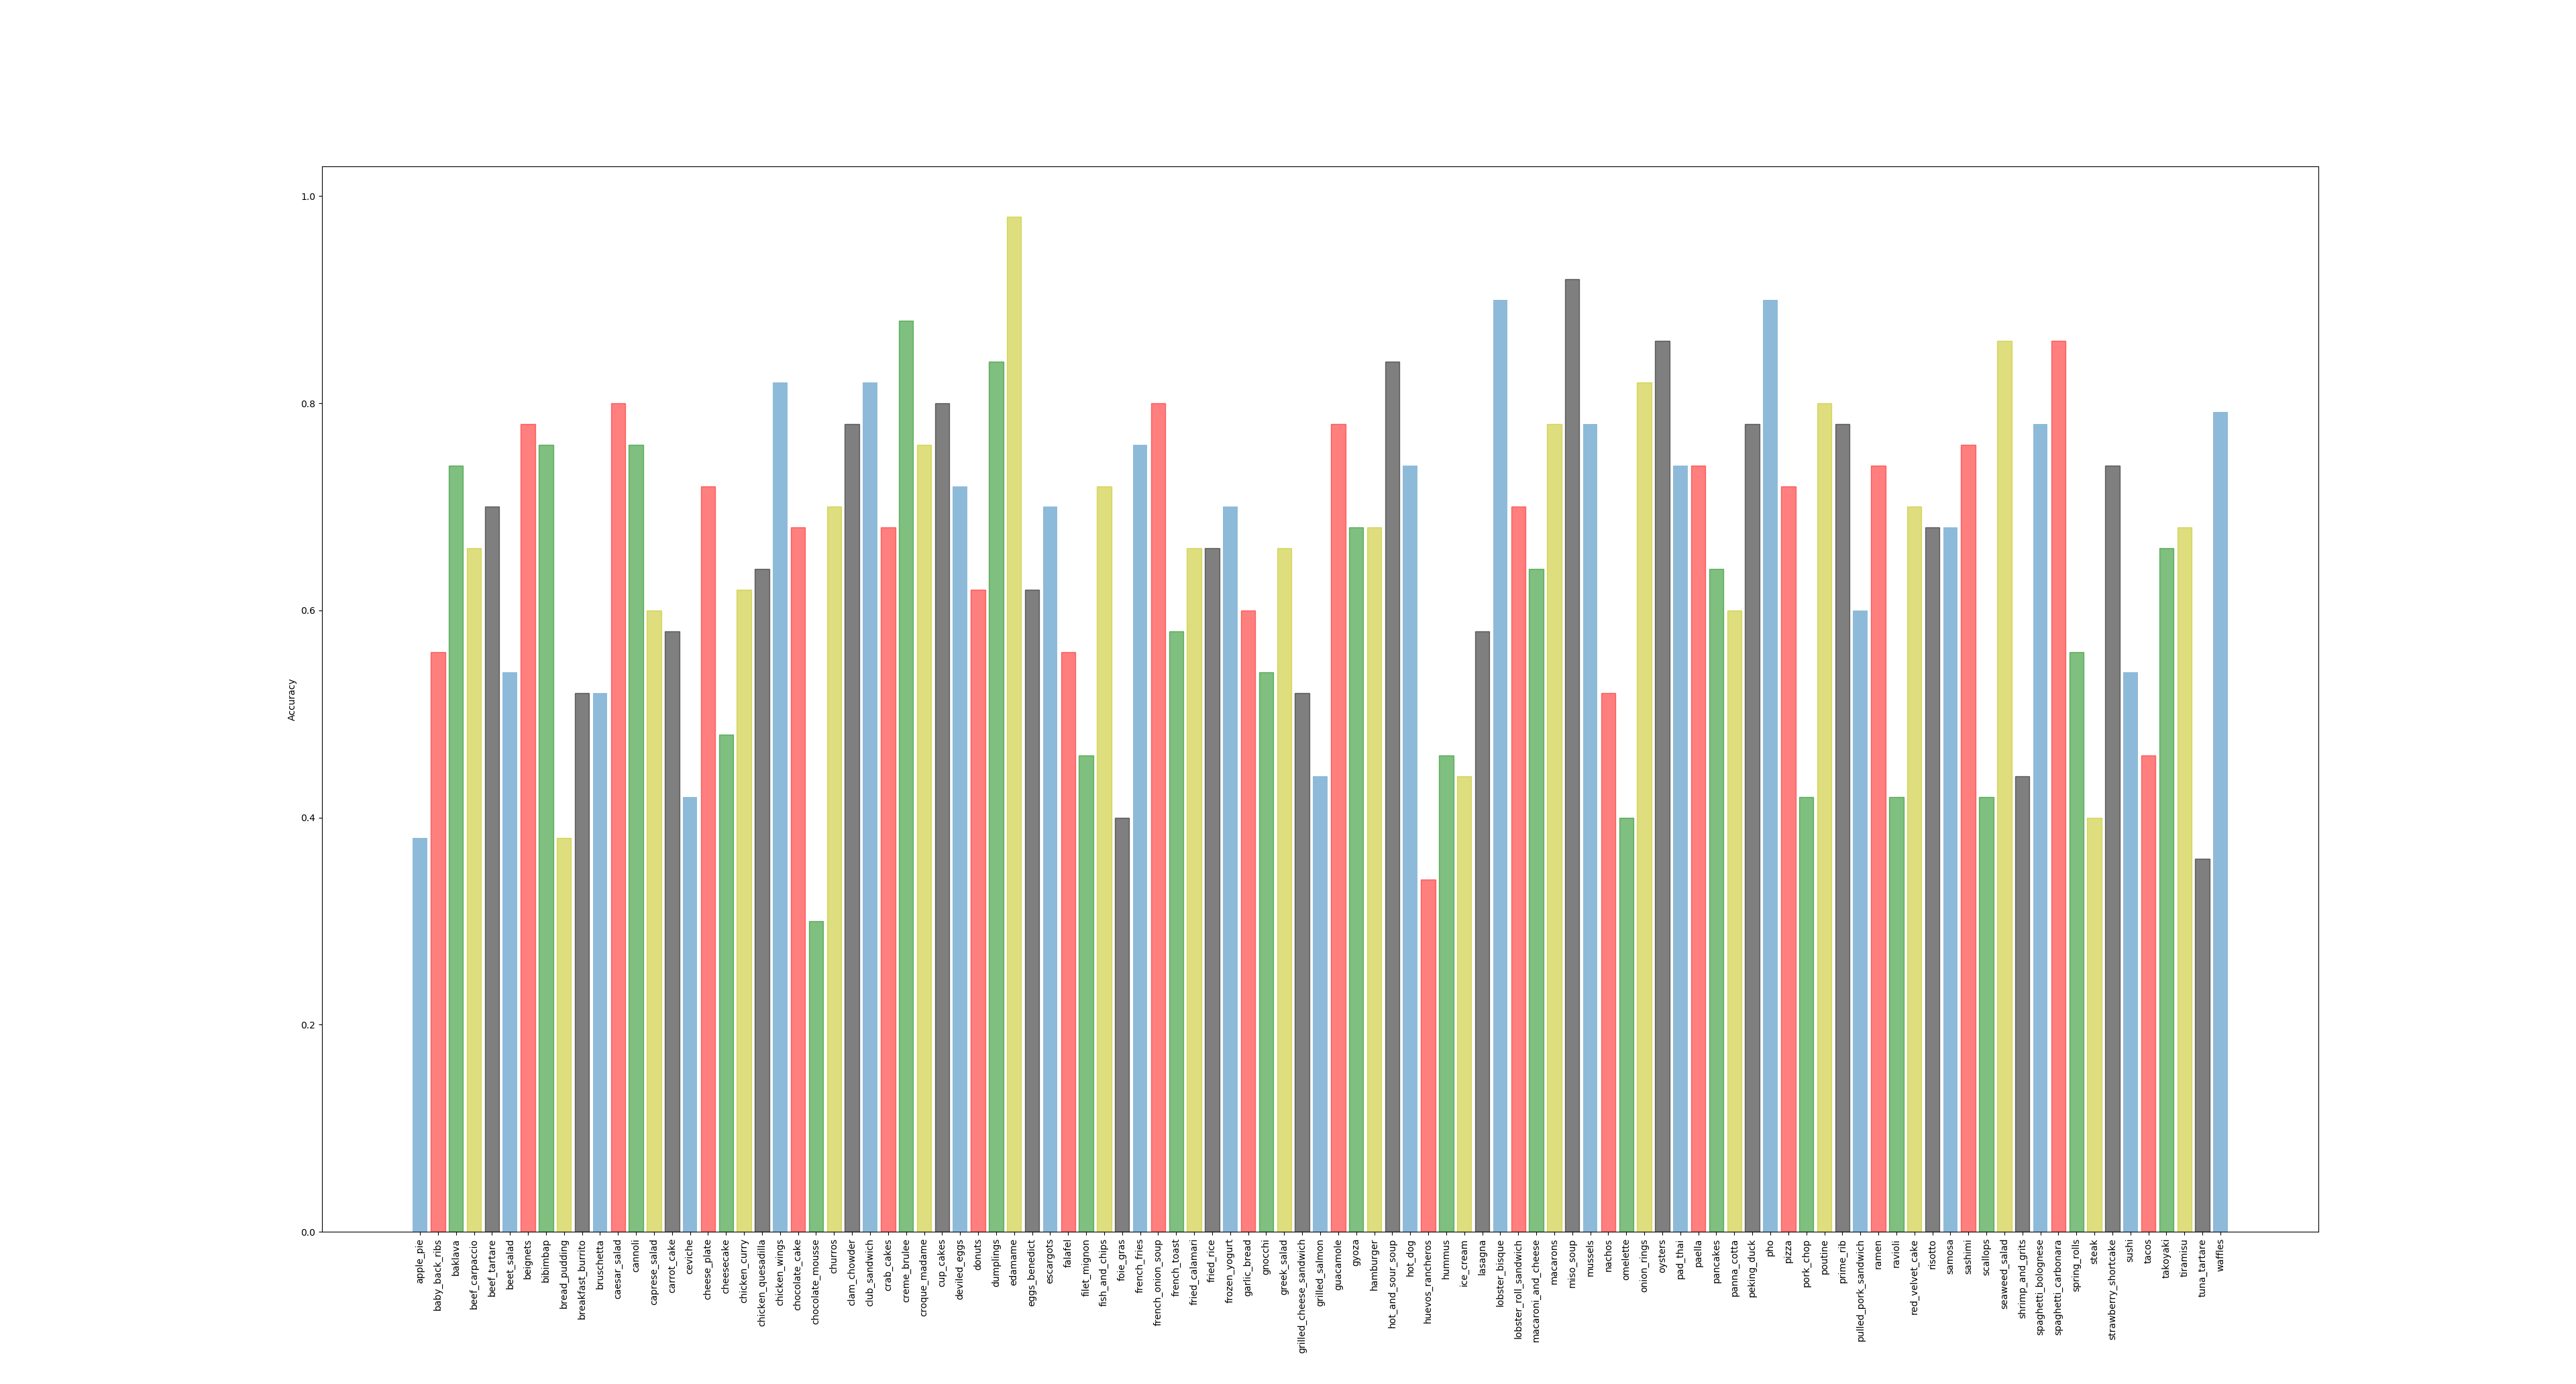 1.0
0.8
0.6
0.4
0.2
0.0
Accuracy
apple_pie
baby_back_ribs
baklava
beef_carpaccio
beef_tartare
beet_salad
beignets
bibimbap
bread_pudding
breakfast_burrito
bruschetta
caesar_salad
cannoli
caprese_salad
carrot_cake
ceviche
cheese_plate
cheesecake
chicken_curry
chicken_quesadilla
chicken_wings
chocolate_cake
chocolate_mousse
churros
clam_chowder
club_sandwich
crab_cakes
creme_brulee
croque_madame
cup_cakes
deviled_eggs
donuts
dumplings
edamame
eggs_benedict
escargots
falafel
filet_mignon
fish_and_chips
foie_gras
french_fries
french_onion_soup
french_toast
fried_calamari
fried_rice
frozen_yogurt
garlic_bread
gnocchi
greek_salad
grilled_cheese_sandwich
grilled_salmon
guacamole
gyoza
hamburger
hot_and_sour_soup
hot_dog
huevos_rancheros
hummus
ice_cream
lasagna
lobster_bisque
lobster_roll_sandwich
macaroni_and_cheese
macarons
miso_soup
mussels
nachos
omelette
onion_rings
oysters
pad_thai
paella
pancakes
panna_cotta
peking_duck
pho
pizza
pork_chop
poutine
prime_rib
pulled_pork_sandwich
ramen
ravioli
red_velvet_cake
risotto
samosa
sashimi
scallops
seaweed_salad
shrimp_and_grits
spaghetti_bolognese
spaghetti_carbonara
spring_rolls
steak
strawberry_shortcake
sushi
tacos
takoyaki
tiramisu
tuna_tartare
waffles